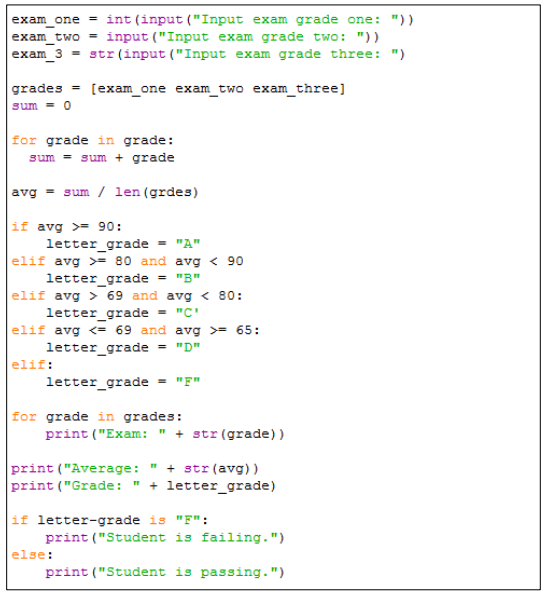 exam_one = int(input("Input exam grade one: "))
exam_two = input("Input exam grade two: "))
exam_3 = str(input("Input exam grade three: ")
grades = [exam_one exam_two exam_three]
sum = 0
for grade in grade:
  sum = sum + grade
avg = sum / len(grdes)
if avg >= 90:
    letter_grade = "A"
elif avg >= 80 and avg < 90
    letter_grade = "B"
elif avg > 69 and avg < 80:
    letter_grade = "C'
elif avg <= 69 and avg >= 65:
    letter_grade = "D"
elif:
    letter_grade = "F"
for grade in grades:
    print("Exam: " + str(grade))
print("Average: " + str(avg))
print("Grade: " + letter_grade)
if letter-grade is "F":
    print("Student is failing.")
else:
    print("Student is passing.")